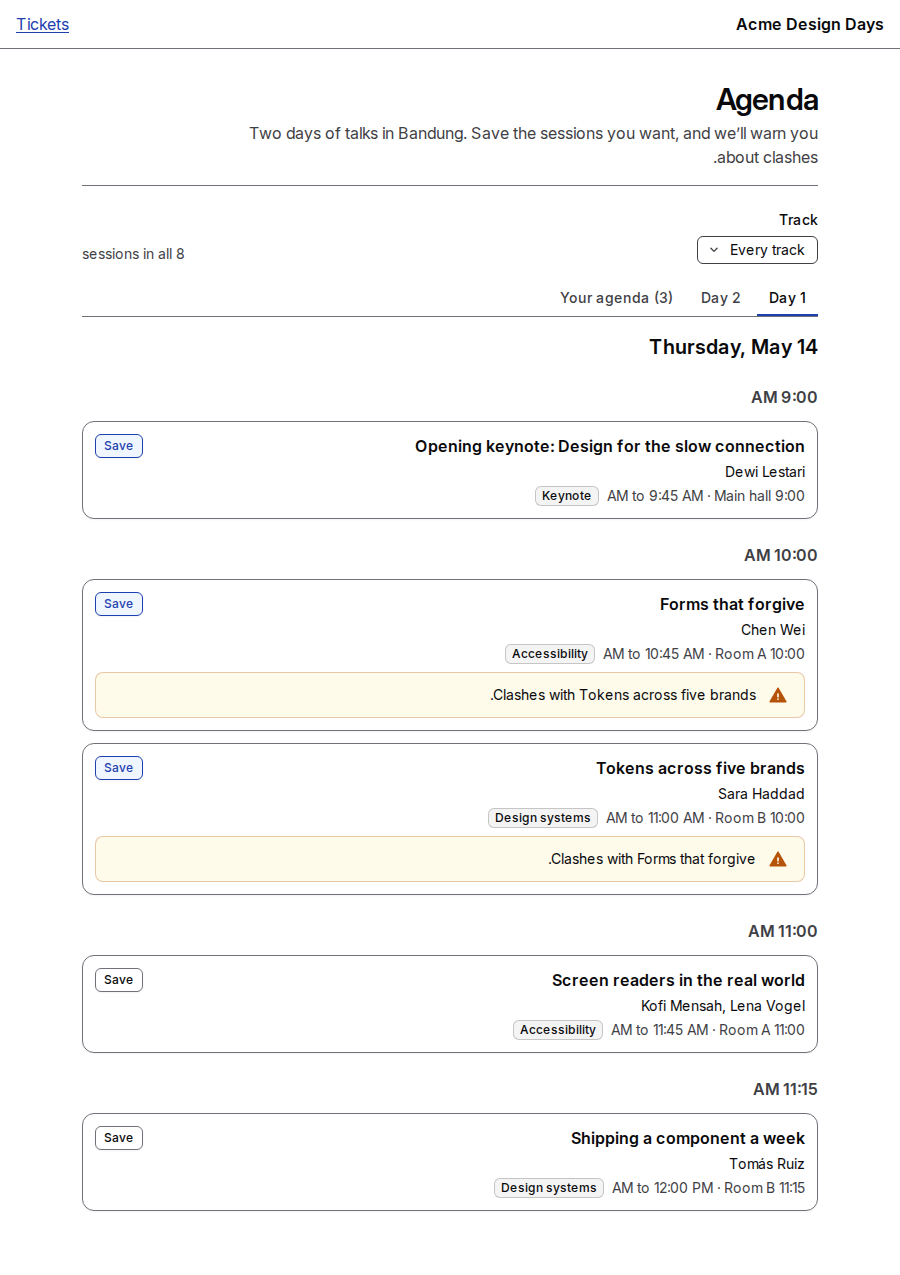 Acme Design Days
Tickets
Agenda
Two days of talks in Bandung. Save the sessions you want, and we’ll warn you
.about clashes
Track
Every track
sessions in all 8
Day 1
Day 2
Your agenda (3)
Thursday, May 14
AM 9:00
Opening keynote: Design for the slow connection
Save
Dewi Lestari
AM to 9:45 AM · Main hall 9:00
Keynote
AM 10:00
Forms that forgive
Save
Chen Wei
AM to 10:45 AM · Room A 10:00
Accessibility
.Clashes with Tokens across five brands
Tokens across five brands
Save
Sara Haddad
AM to 11:00 AM · Room B 10:00
Design systems
.Clashes with Forms that forgive
AM 11:00
Screen readers in the real world
Save
Kofi Mensah, Lena Vogel
AM to 11:45 AM · Room A 11:00
Accessibility
AM 11:15
Shipping a component a week
Save
Tomás Ruiz
AM to 12:00 PM · Room B 11:15
Design systems